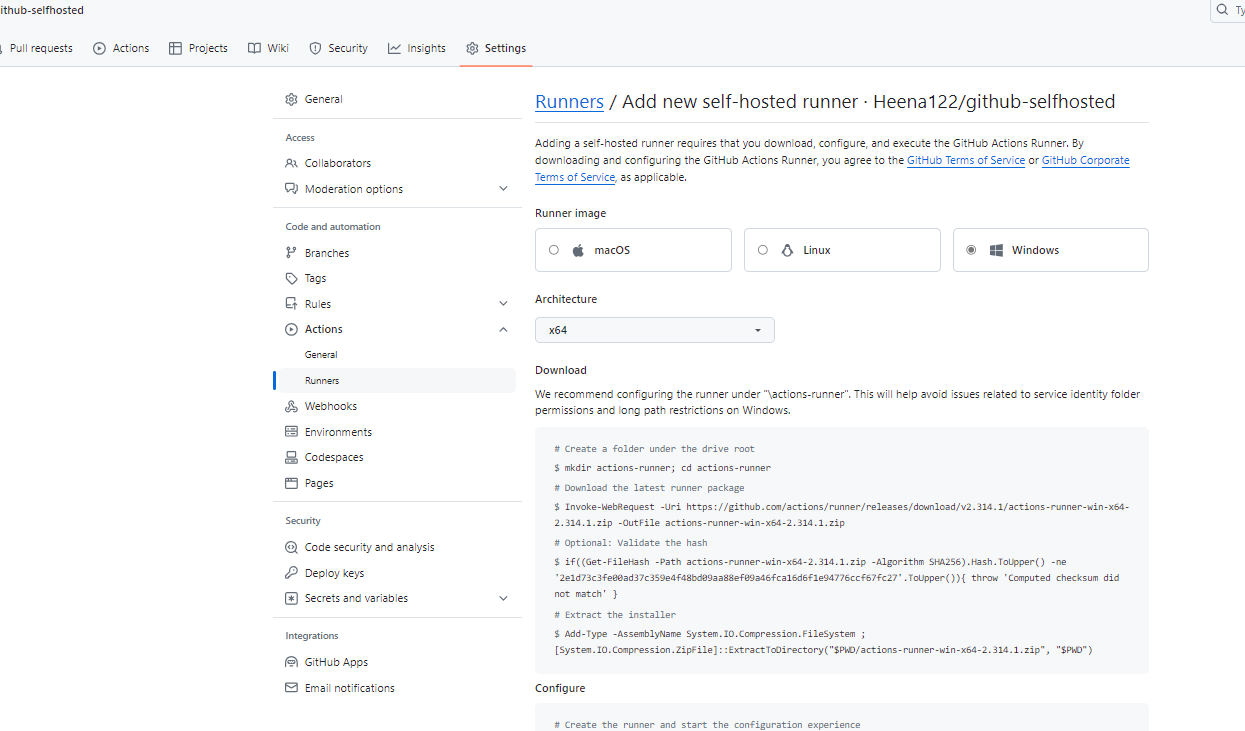 ithub-selfhosted
Ty
Pull requests
Actions
Projects
Wiki
Security
Insights
Settings
General
Access
Collaborators
Moderation options
Code and automation
Branches
Tags
Rules
Actions
General
Runners
Webhooks
Environments
Codespaces
Pages
Security
Code security and analysis
Deploy keys
Secrets and variables
Integrations
GitHub Apps
Email notifications
Runners / Add new self-hosted runner · Heena122/github-selfhosted
Adding a self-hosted runner requires that you download, configure, and execute the GitHub Actions Runner. By
downloading and configuring the GitHub Actions Runner, you agree to the GitHub Terms of Service or GitHub Corporate
Terms of Service, as applicable.
Runner image
macOS
Linux
Windows
Architecture
x64
Download
We recommend configuring the runner under "\actions-runner". This will help avoid issues related to service identity folder
permissions and long path restrictions on Windows.
# Create a folder under the drive root
$ mkdir actions-runner; cd actions-runner
# Download the latest runner package
$ Invoke-WebRequest -Uri https://github.com/actions/runner/releases/download/v2.314.1/actions-runner-win-x64-
2.314.1.zip -OutFile actions-runner-win-x64-2.314.1.zip
# Optional: Validate the hash
$ if((Get-FileHash -Path actions-runner-win-x64-2.314.1.zip -Algorithm SHA256).Hash.ToUpper() -ne
'2e1d73c3fe00ad37c359e4f48bd09aa88ef09a46fca16d6f1e94776ccf67fc27'.ToUpper()){ throw 'Computed checksum did
not match' }
# Extract the installer
$ Add-Type -AssemblyName System.IO.Compression.FileSystem ;
[System.IO.Compression.ZipFile]::ExtractToDirectory("$PWD/actions-runner-win-x64-2.314.1.zip", "$PWD")
Configure
# Create the runner and start the configuration experience